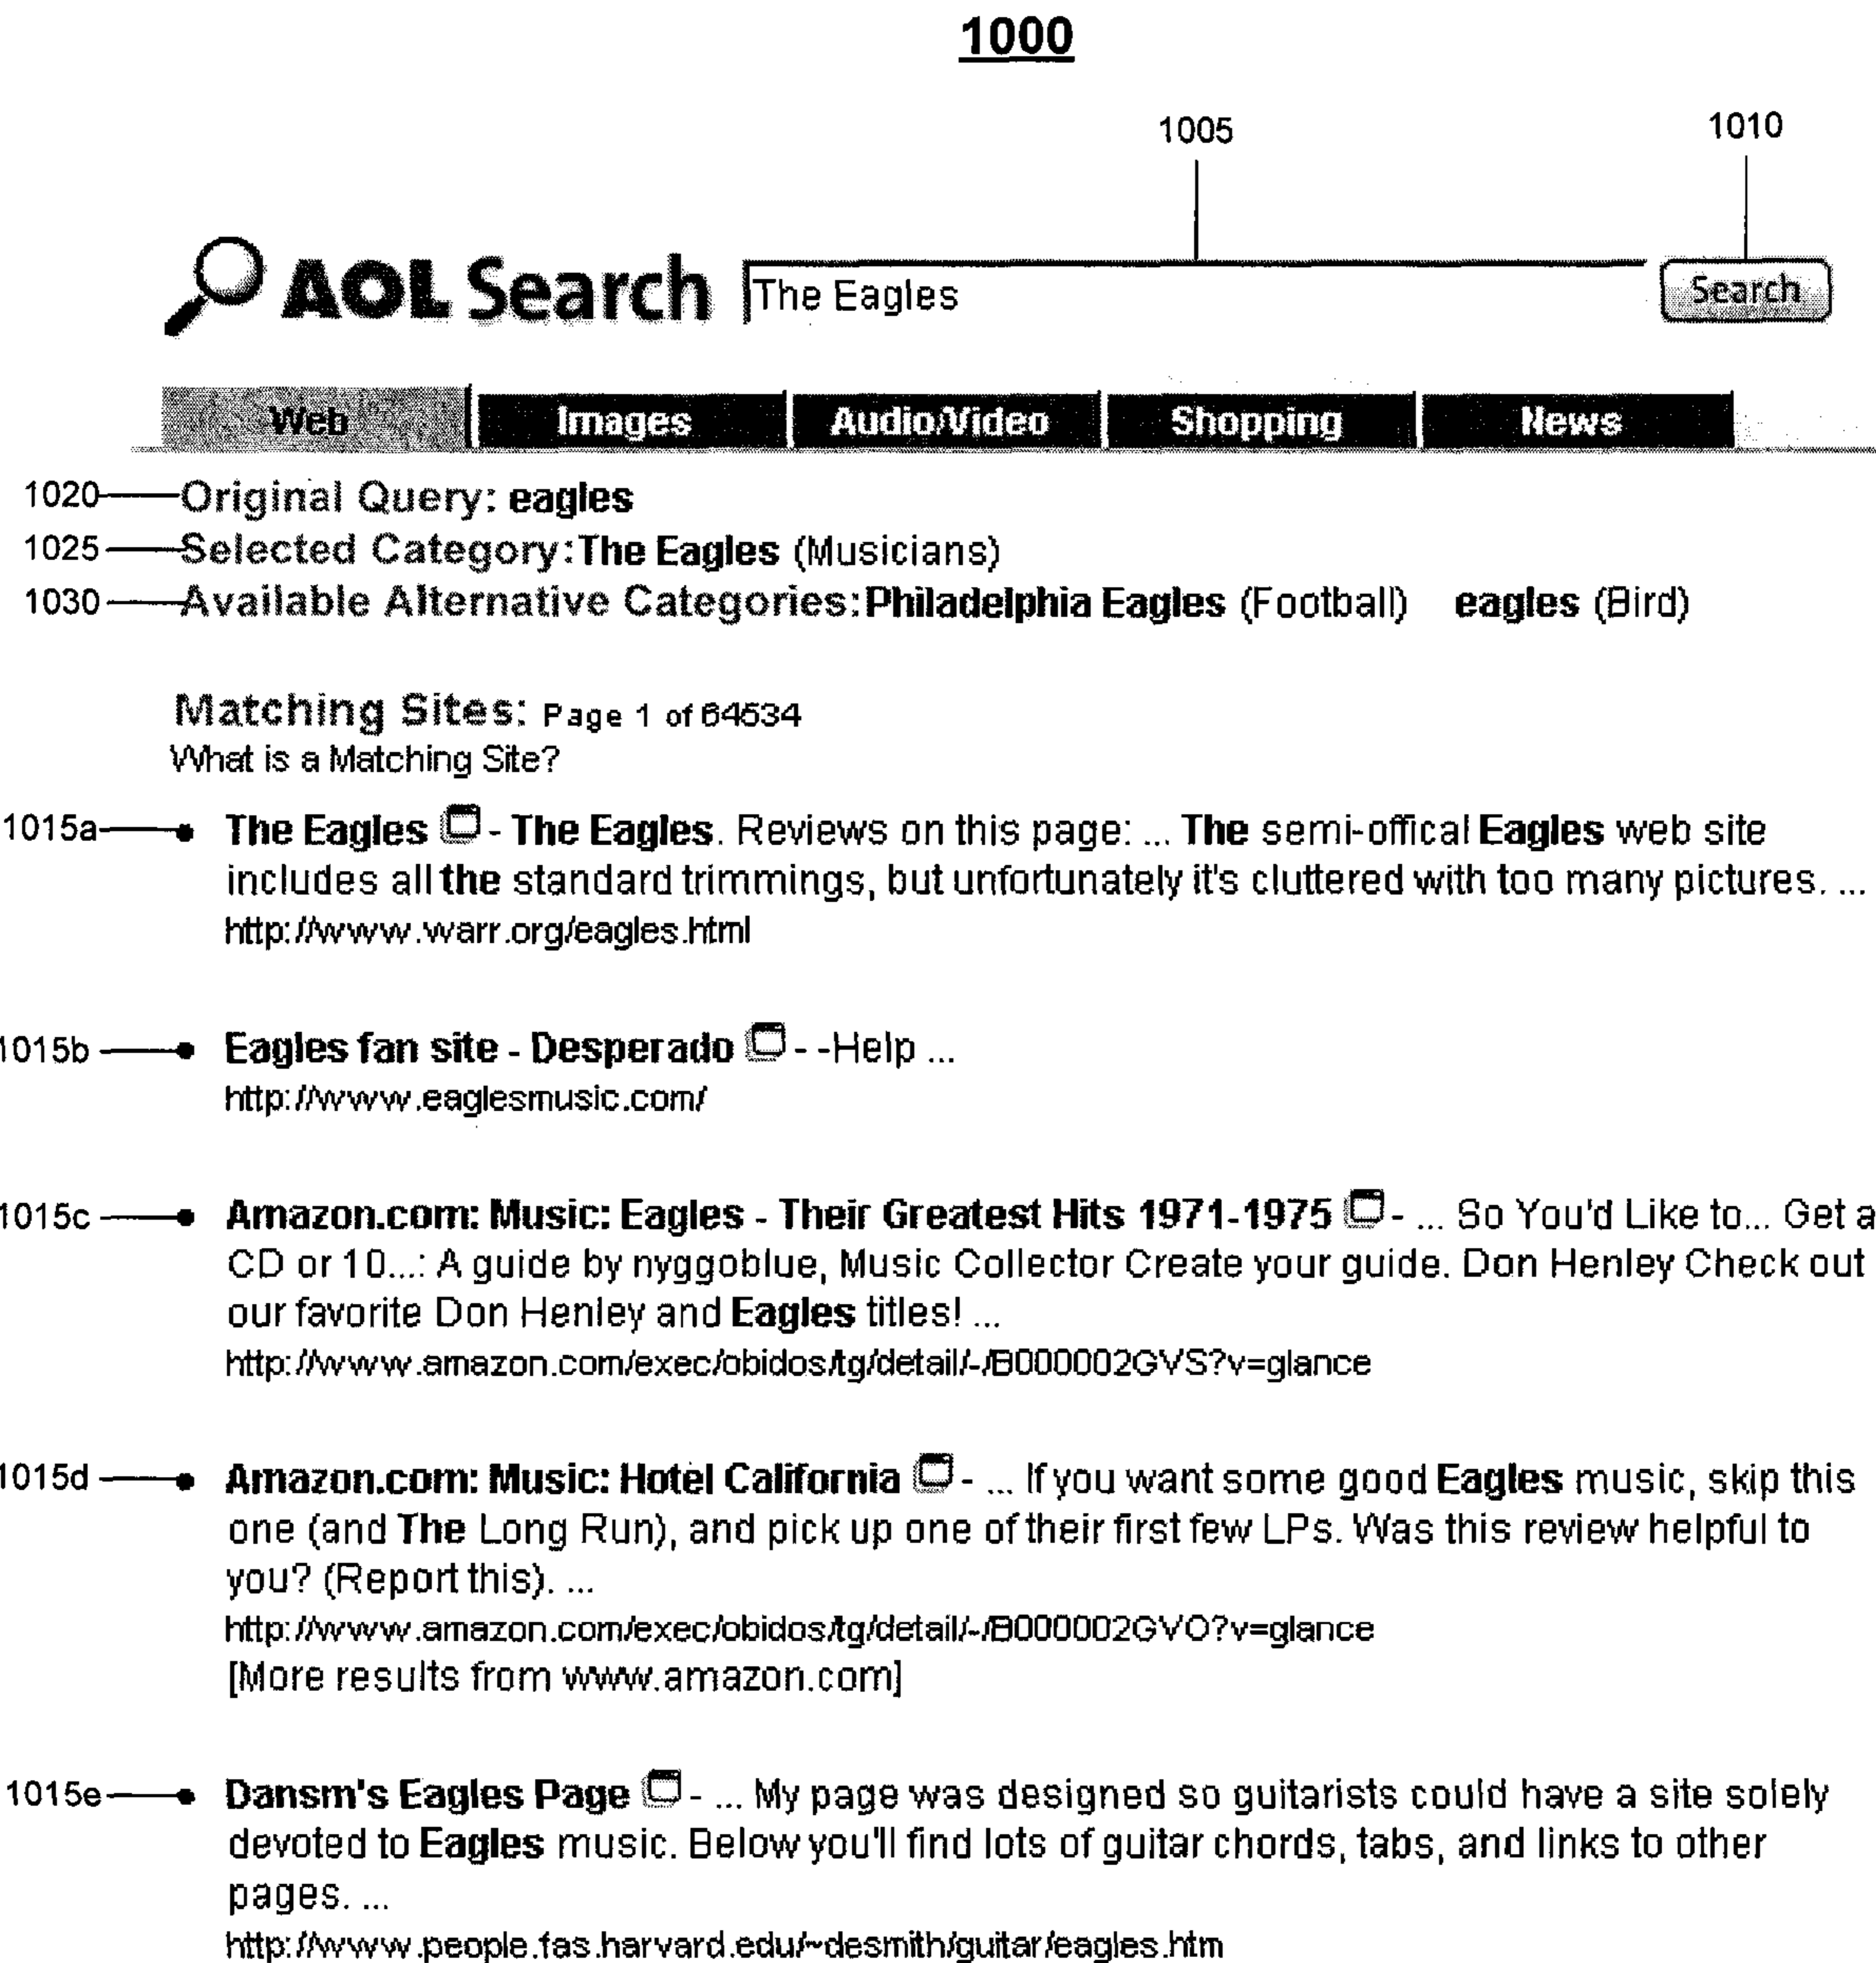 1000
1005
1010
AOL Search
The Eagles
Search
Web Images Audio/Video Shopping News
1020 Original Query: eagles
1025 Selected Category:The Eagles (Musicians)
1030 Available Alternative Categories:Philadelphia Eagles (Football) eagles (Bird)
Matching Sites: Page 1 of 64534
What is a Matching Site?
1015a • The Eagles - The Eagles. Reviews on this page: ... The semi-offical Eagles web site
includes all the standard trimmings, but unfortunately it's cluttered with too many pictures. ...
http://www.warr.org/eagles.html
1015b • Eagles fan site - Desperado - -Help ...
http://www.eaglesmusic.com/
1015c • Amazon.com: Music: Eagles - Their Greatest Hits 1971-1975 - ... So You'd Like to... Get a
CD or 10...: A guide by nyggoblue, Music Collector Create your guide. Don Henley Check out
our favorite Don Henley and Eagles titles! ...
http://www.amazon.com/exec/obidos/tg/detail/-/B000002GVS?v=glance
1015d • Amazon.com: Music: Hotel California - ... If you want some good Eagles music, skip this
one (and The Long Run), and pick up one of their first few LPs. Was this review helpful to
you? (Report this). ...
http://www.amazon.com/exec/obidos/tg/detail/-/B000002GVO?v=glance
[More results from www.amazon.com]
1015e • Dansm's Eagles Page - ... My page was designed so guitarists could have a site solely
devoted to Eagles music. Below you'll find lots of guitar chords, tabs, and links to other
pages. ...
http://www.people.fas.harvard.edu/~desmith/guitar/eagles.htm